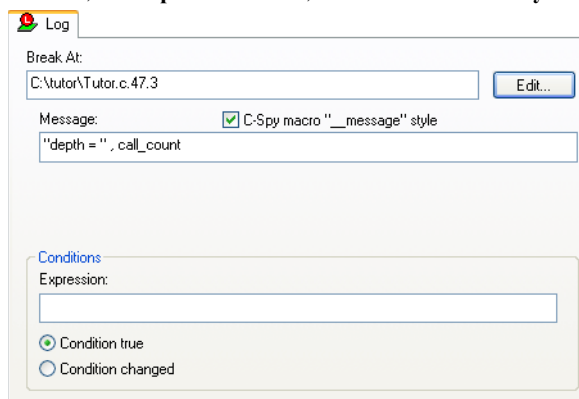 Log
Break At:
C:\tutor\Tutor.c.47.3
Edit...
Message:
C-Spy macro "__message" style
"depth = " , call_count
Conditions
Expression:
Condition true
Condition changed